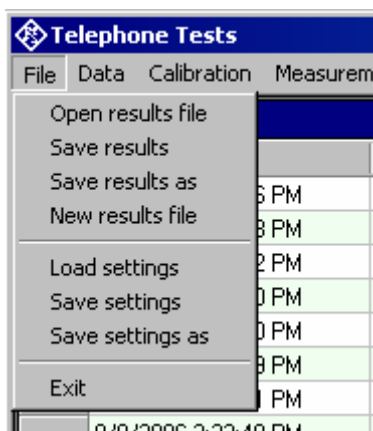 Telephone Tests
File Data Calibration
Open results file
Save results
Save results as
PM
New results file
PM
Load settings
PM
Save settings
PM
Save settings as
PM
PM
Exit
PM
PM